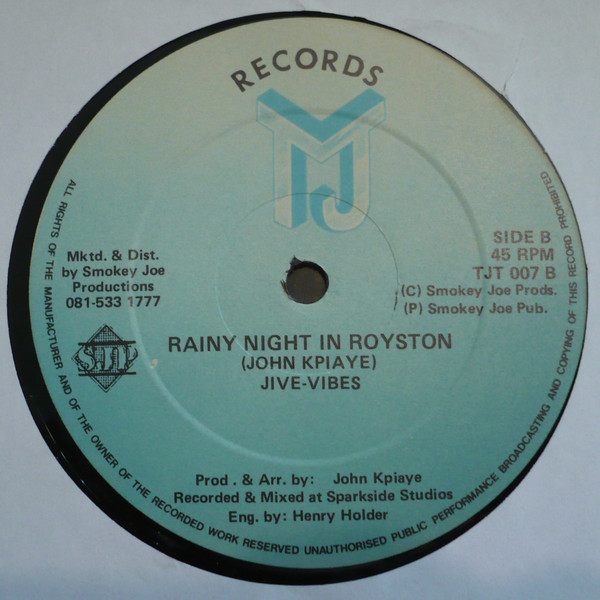 RECORDS
TMJ
SIDE B
45 RPM
TJT 007 B
(C) Smokey Joe Prods.
(P) Smokey Joe Pub.
Mktd. & Dist.
by Smokey Joe
Productions
081-533 1777
RAINY NIGHT IN ROYSTON
(JOHN KPIAYE)
JIVE-VIBES
Prod . & Arr. by: John Kpiaye
Recorded & Mixed at Sparkside Studios
Eng. by: Henry Holder
ALL RIGHTS OF THE MANUFACTURER AND OF THE OWNER OF THE RECORDED WORK RESERVED UNAUTHORISED PUBLIC PERFORMANCE BROADCASTING AND COPYING OF THIS RECORD PROHIBITED